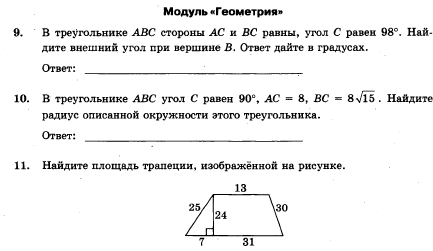 Модуль «Геометрия»
9. В треугольнике ABC стороны AC и BC равны, угол C равен 98°. Най-
дите внешний угол при вершине B. Ответ дайте в градусах.
Ответ:
10. В треугольнике ABC угол C равен 90°, AC = 8, BC = 8√15. Найдите
радиус описанной окружности этого треугольника.
Ответ:
11. Найдите площадь трапеции, изображённой на рисунке.
13
25 24 30
7 31